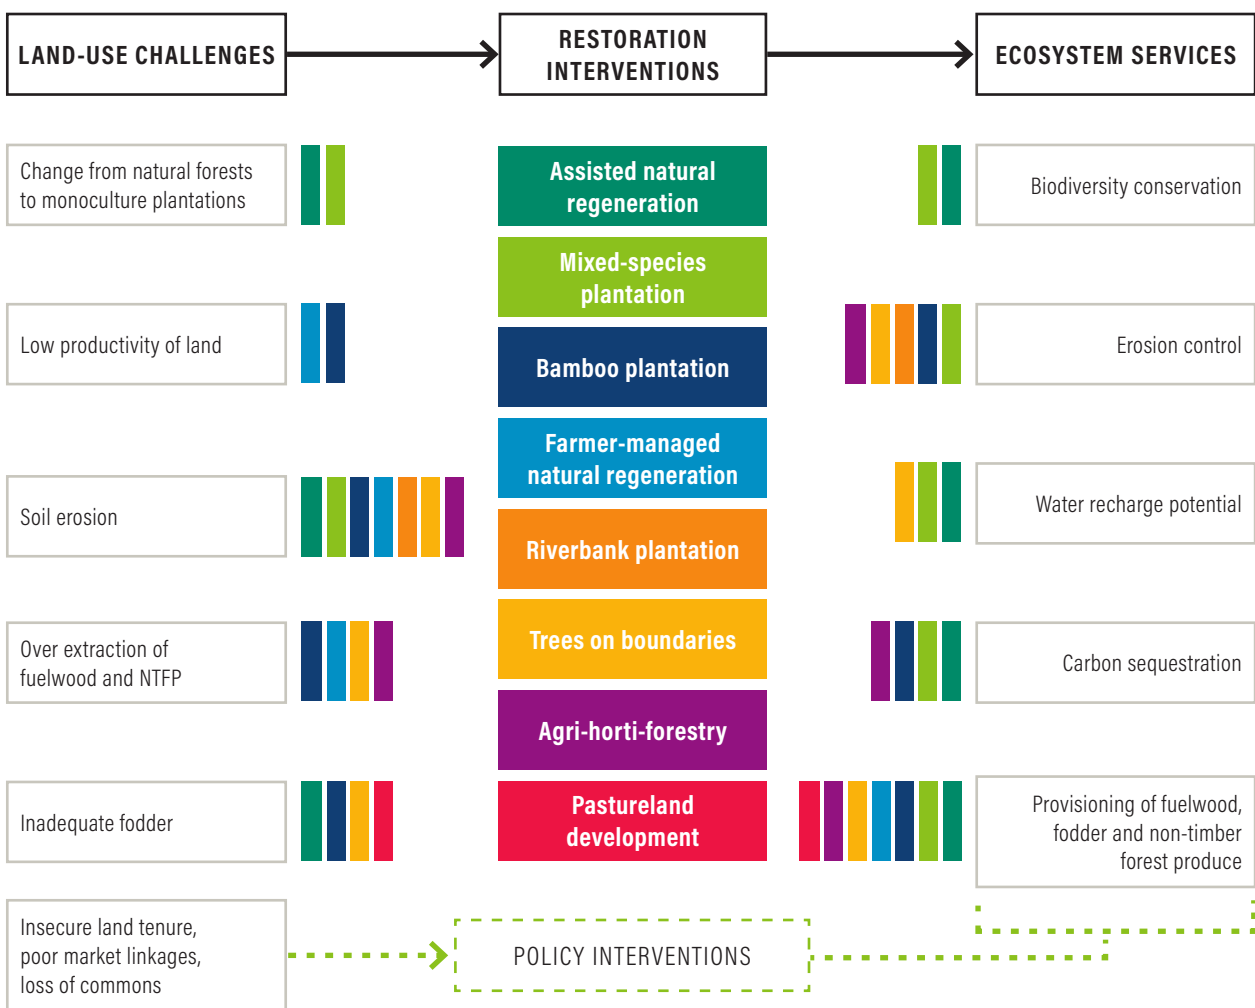 LAND-USE CHALLENGES
RESTORATION
INTERVENTIONS
ECOSYSTEM SERVICES
Change from natural forests
to monoculture plantations
Low productivity of land
Soil erosion
Over extraction of
fuelwood and NTFP
Inadequate fodder
Insecure land tenure,
poor market linkages,
loss of commons
Assisted natural
regeneration
Mixed-species
plantation
Bamboo plantation
Farmer-managed
natural regeneration
Riverbank plantation
Trees on boundaries
Agri-horti-forestry
Pastureland
development
POLICY INTERVENTIONS
Biodiversity conservation
Erosion control
Water recharge potential
Carbon sequestration
Provisioning of fuelwood,
fodder and non-timber
forest produce